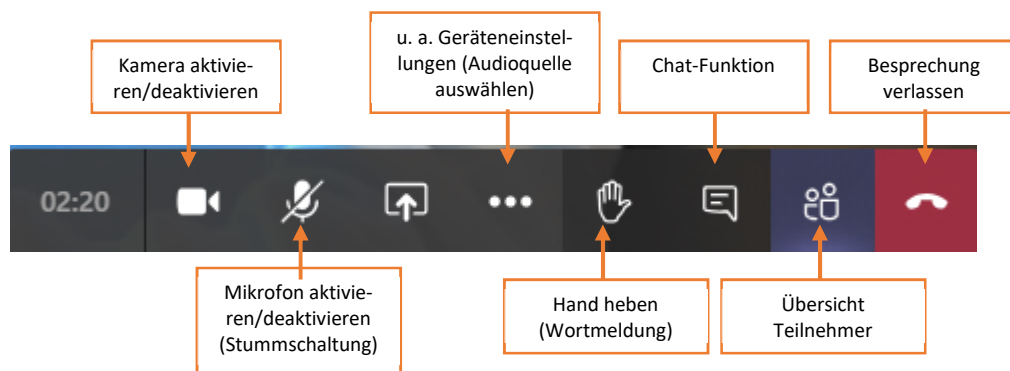 Kamera aktivie-
ren/deaktivieren
u. a. Geräteneinstel-
lungen (Audioquelle
auswählen)
Chat-Funktion
Besprechung
verlassen
02:20
Mikrofon aktivie-
ren/deaktivieren
(Stummschaltung)
Hand heben
(Wortmeldung)
Übersicht
Teilnehmer